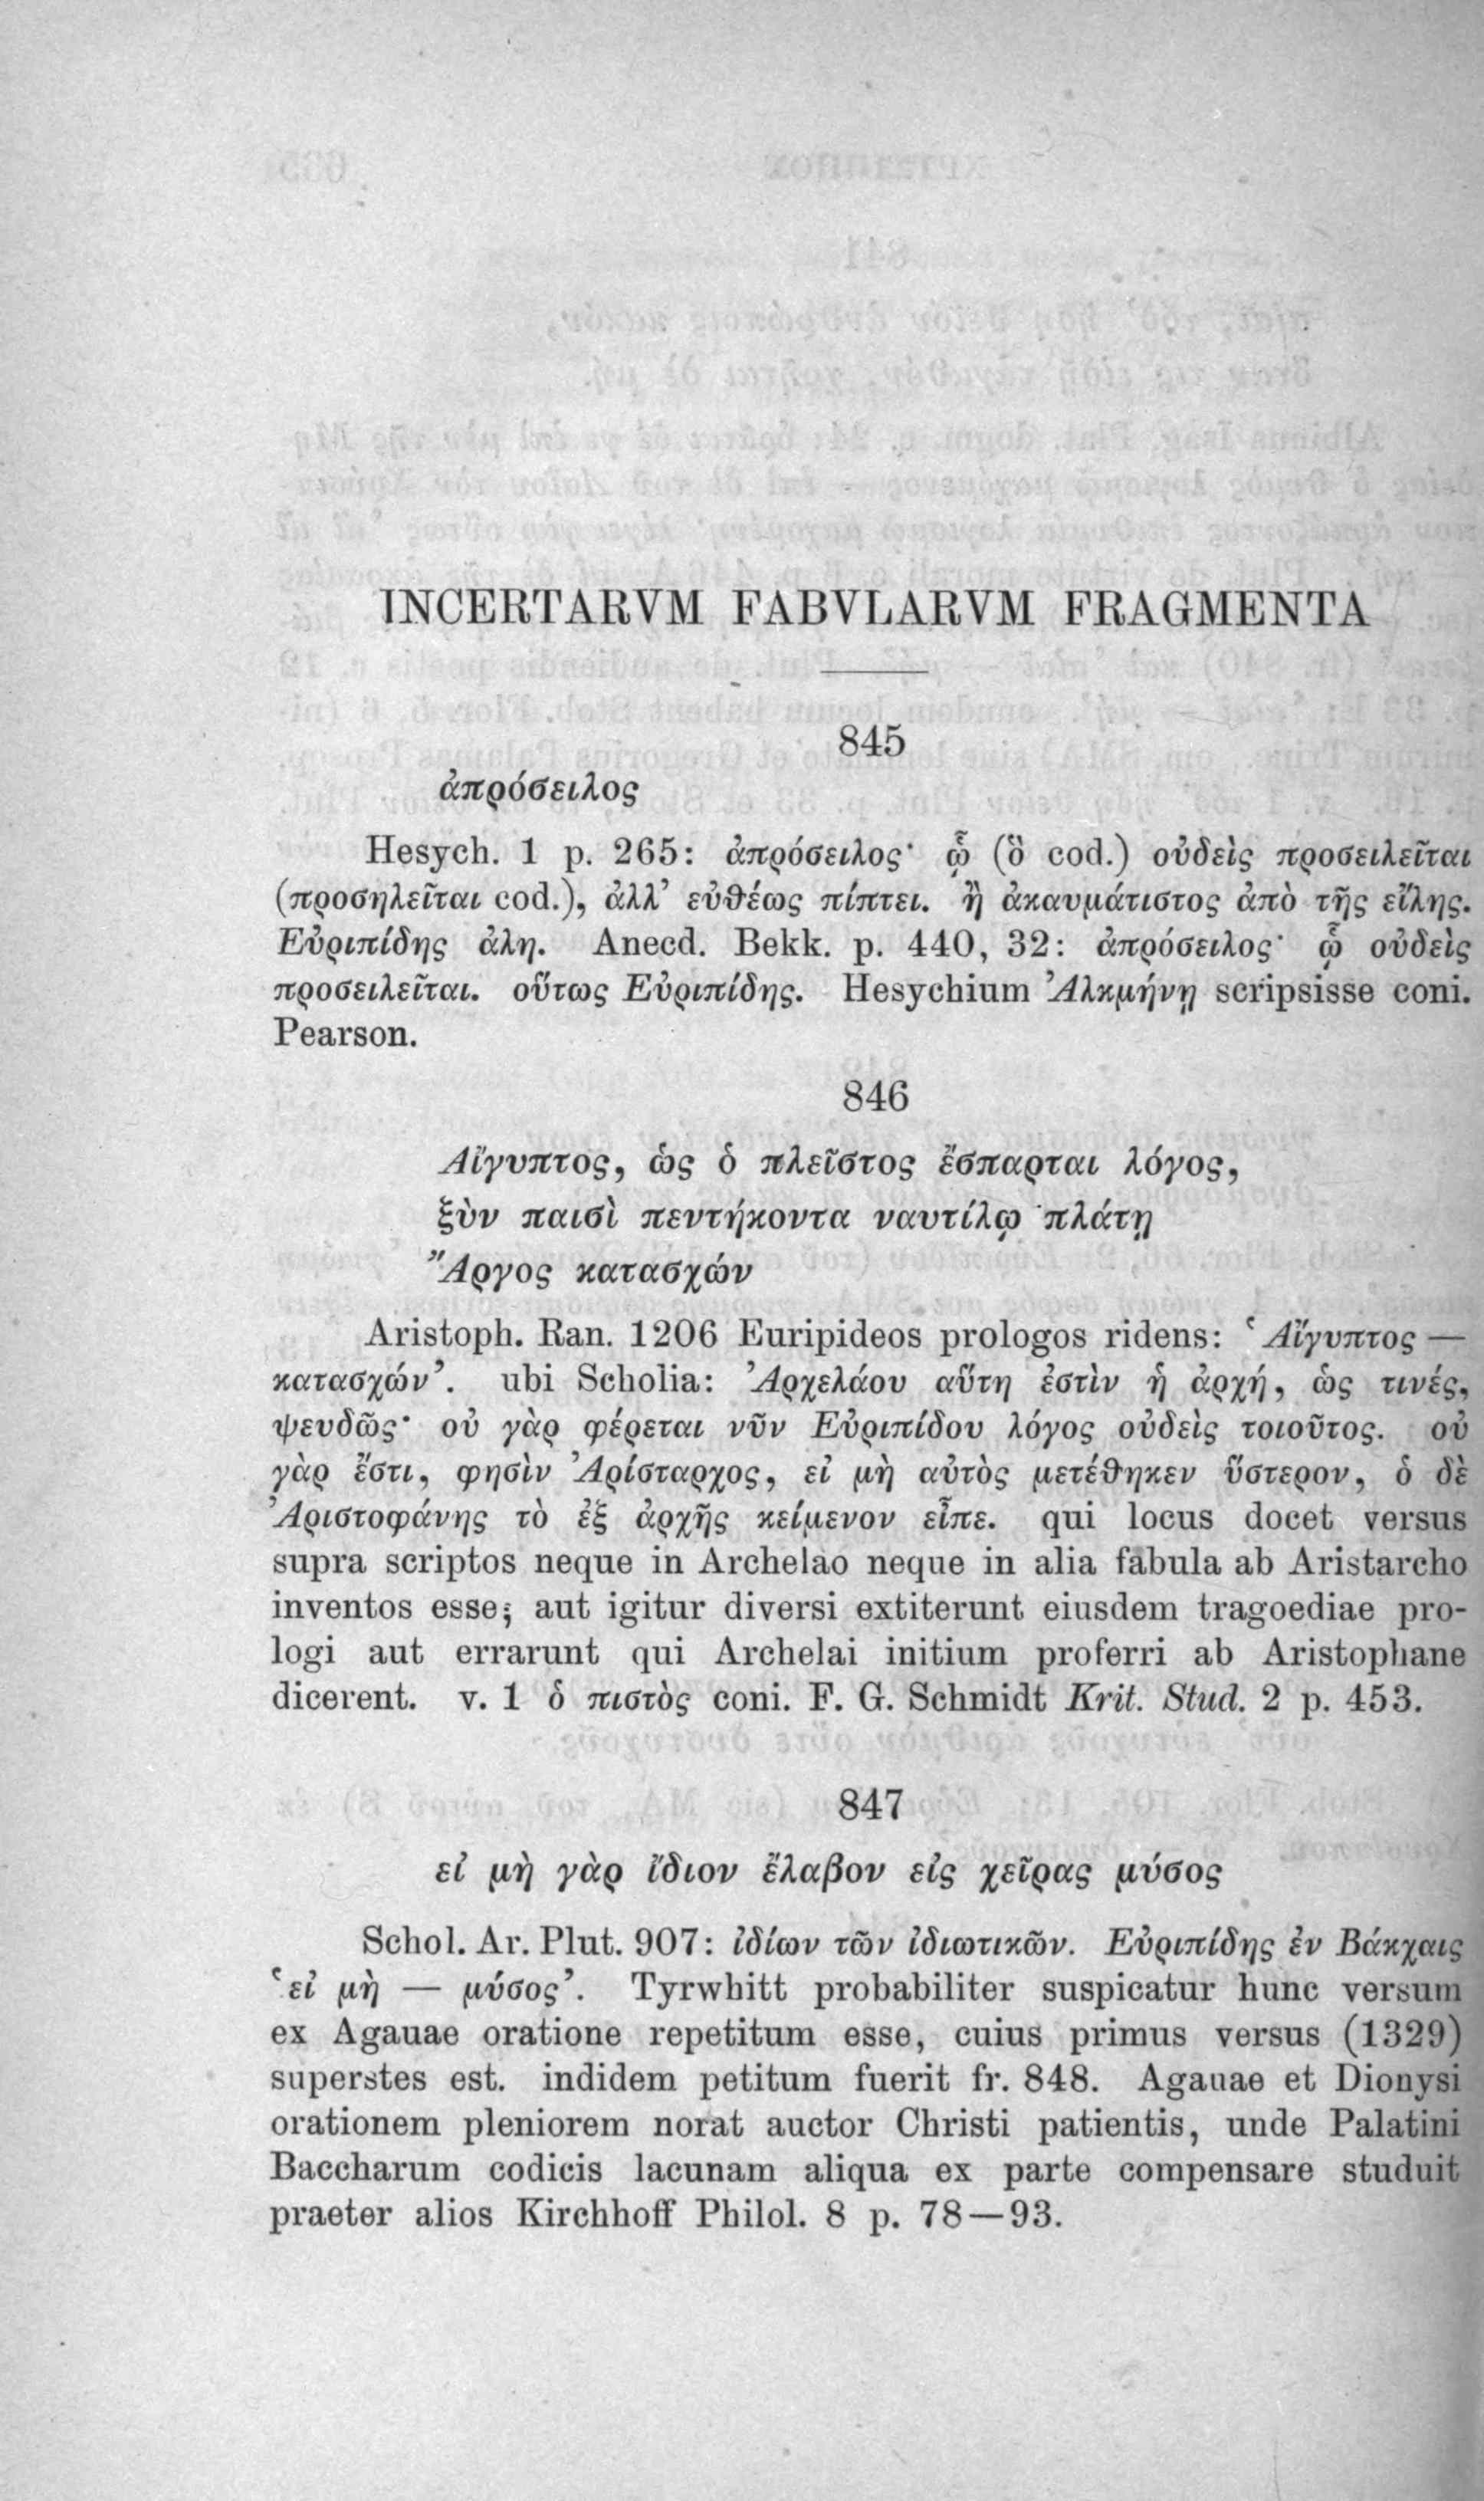 INCERTARVM FABVLARVM FRAGMENTA
845
ἀπρόσειλος
Hesych. 1 p. 265: ἀπρόσειλος· ᾧ (ὃ cod.) οὐδεὶς προσειλεῖται
(προσηλεῖται cod.), ἀλλ’ εὐθέως πίπτει. ἢ ἀκαυμάτιστος ἀπὸ τῆς εἵλης.
Εὐριπίδης ἀλη. Anecd. Bekk. p. 440, 32: ἀπρόσειλος· ᾧ οὐδεὶς
προσειλεῖται. οὕτως Εὐριπίδης. Hesychium Ἀλκμήνῃ scripsisse coni.
Pearson.
846
Αἴγυπτος, ὡς ὁ πλεῖστος ἔσπαρται λόγος,
ξὺν παισὶ πεντήκοντα ναυτίλῳ πλάτῃ
Ἄργος κατασχών
Aristoph. Ran. 1206 Euripideos prologos ridens: ‘Αἴγυπτος —
κατασχών’. ubi Scholia: Ἀρχελάου αὕτη ἐστὶν ἡ ἀρχή, ὥς τινές,
ψευδῶς· οὐ γὰρ φέρεται νῦν Εὐριπίδου λόγος οὐδεὶς τοιοῦτος. οὐ
γὰρ ἔστι, φησὶν Ἀρίσταρχος, εἰ μὴ αὐτὸς μετέθηκεν ὕστερον, ὁ δὲ
Ἀριστοφάνης τὸ ἐξ ἀρχῆς κείμενον εἶπε. qui locus docet versus
supra scriptos neque in Archelao neque in alia fabula ab Aristarcho
inventos esse; aut igitur diversi extiterunt eiusdem tragoediae pro-
logi aut errarunt qui Archelai initium proferri ab Aristophane
dicerent. v. 1 ὁ πιστὸς coni. F. G. Schmidt Krit. Stud. 2 p. 453.
847
εἰ μὴ γὰρ ἴδιον ἔλαβον εἰς χεῖρας μύσος
Schol. Ar. Plut. 907: ἰδίων τῶν ἰδιωτικῶν. Εὐριπίδης ἐν Βάκχαις
‘εἰ μὴ — μύσος’. Tyrwhitt probabiliter suspicatur hunc versum
ex Agauae oratione repetitum esse, cuius primus versus (1329)
superstes est. indidem petitum fuerit fr. 848. Agauae et Dionysi
orationem pleniorem norat auctor Christi patientis, unde Palatini
Baccharum codicis lacunam aliqua ex parte compensare studuit
praeter alios Kirchhoff Philol. 8 p. 78—93.